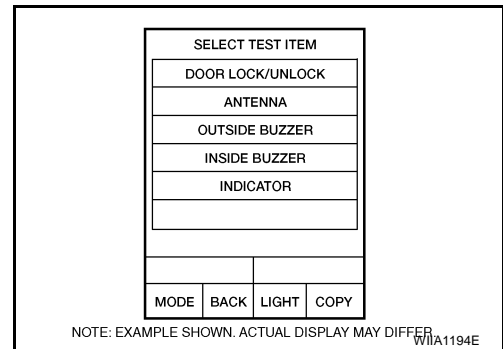 SELECT TEST ITEM
DOOR LOCK/UNLOCK
ANTENNA
OUTSIDE BUZZER
INSIDE BUZZER
INDICATOR
MODE BACK LIGHT COPY
NOTE: EXAMPLE SHOWN. ACTUAL DISPLAY MAY DIFFER.
WIIA1194E